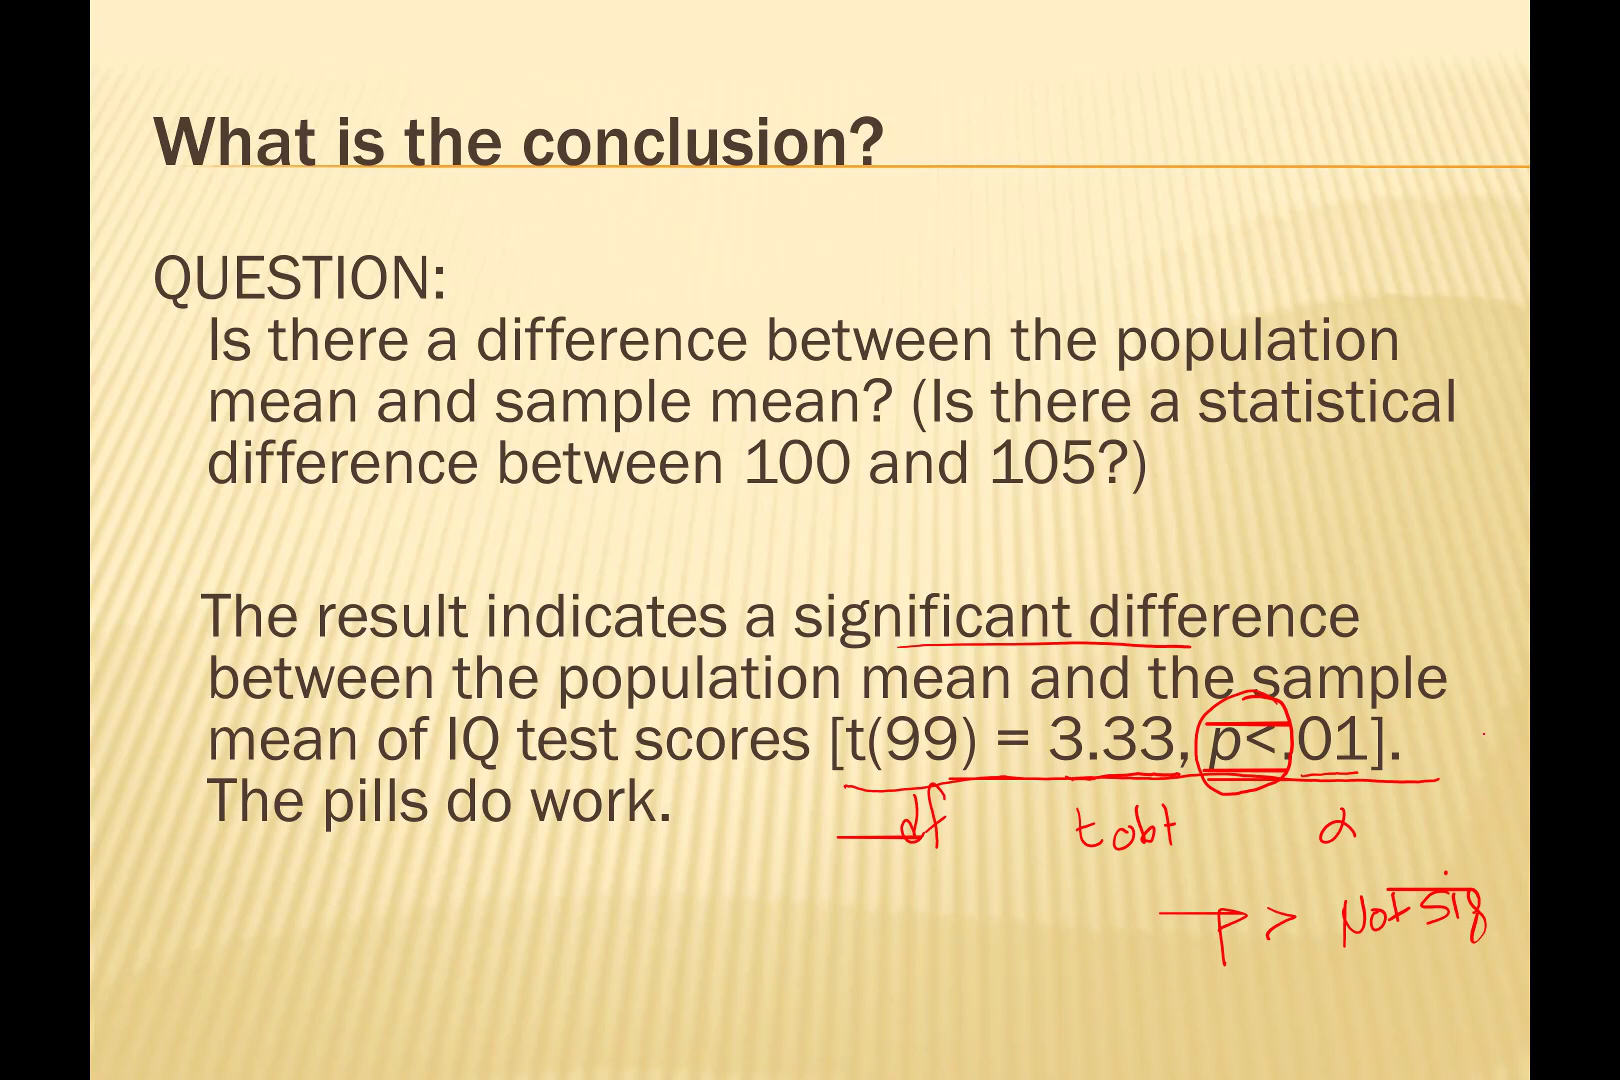 What is the conclusion?
QUESTION:
Is there a difference between the population
mean and sample mean? (Is there a statistical
difference between 100 and 105?)
The result indicates a significant difference
between the population mean and the sample
mean of IQ test scores [t(99) = 3.33, p<.01].
The pills do work.
df t obt α
p > Not Sig